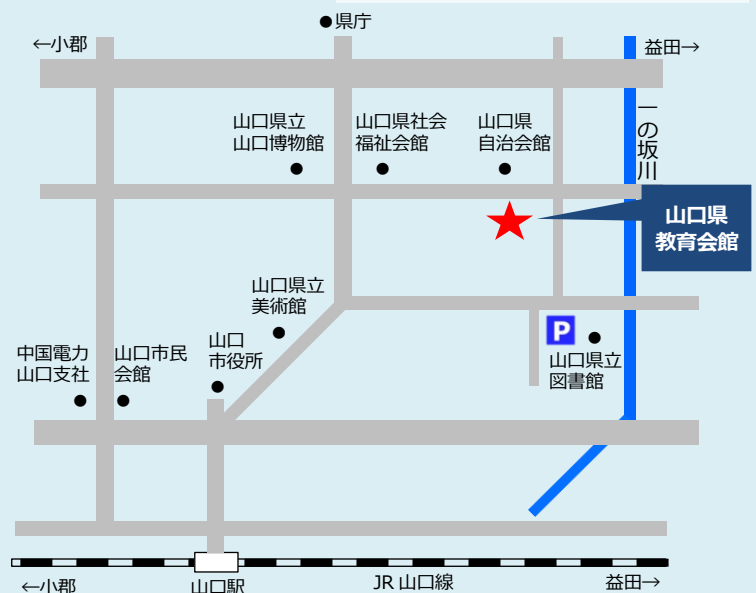 県庁
←小郡
益田→
一の坂川
山口県立
山口博物館
山口県社会
福祉会館
山口県
自治会館
山口県
教育会館
山口県立
美術館
山口
市役所
中国電力
山口支社
山口市民
会館
P
山口県立
図書館
←小郡
山口駅
JR 山口線
益田→